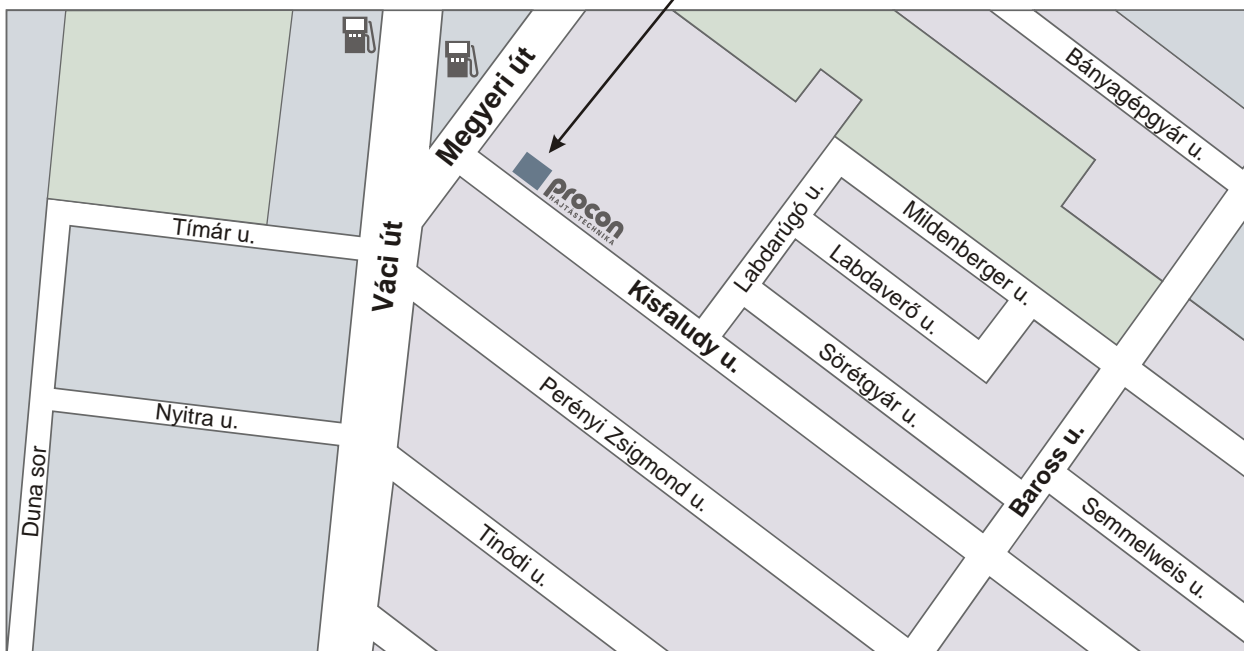 Megyeri út
Bányagépgyár u.
Tímár u.
Váci út
procon
HAJTÁSTECHNIKA
Labdarúgó u.
Mildenberger u.
Labdaverő u.
Kisfaludy u.
Sörétgyár u.
Nyitra u.
Perényi Zsigmond u.
Duna sor
Baross u.
Semmelweis u.
Tinódi u.